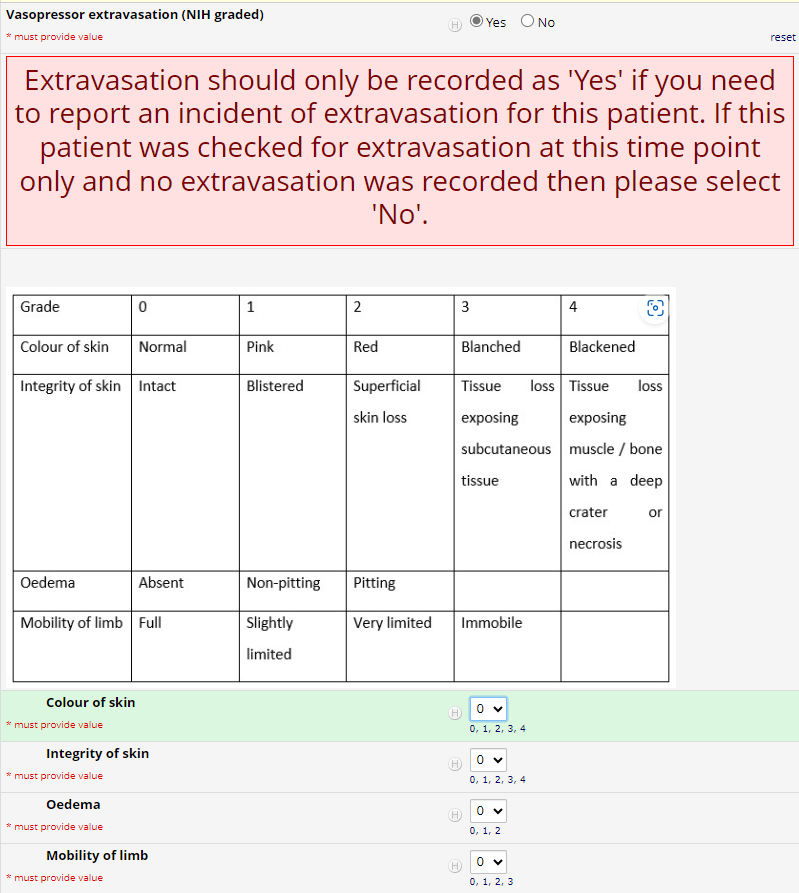 Vasopressor extravasation (NIH graded)
H Yes No
* must provide value
reset
Extravasation should only be recorded as 'Yes' if you need
to report an incident of extravasation for this patient. If this
patient was checked for extravasation at this time point
only and no extravasation was recorded then please select
'No'.
Grade 0 1 2 3 4
Colour of skin Normal Pink Red Blanched Blackened
Integrity of skin Intact Blistered Superficial Tissue loss Tissue loss
skin loss exposing exposing
subcutaneous muscle / bone
tissue with a deep
crater or
necrosis
Oedema Absent Non-pitting Pitting
Mobility of limb Full Slightly Very limited Immobile
limited
Colour of skin
H 0
* must provide value
0, 1, 2, 3, 4
Integrity of skin
H 0
* must provide value
0, 1, 2, 3, 4
Oedema
H 0
* must provide value
0, 1, 2
Mobility of limb
H 0
* must provide value
0, 1, 2, 3